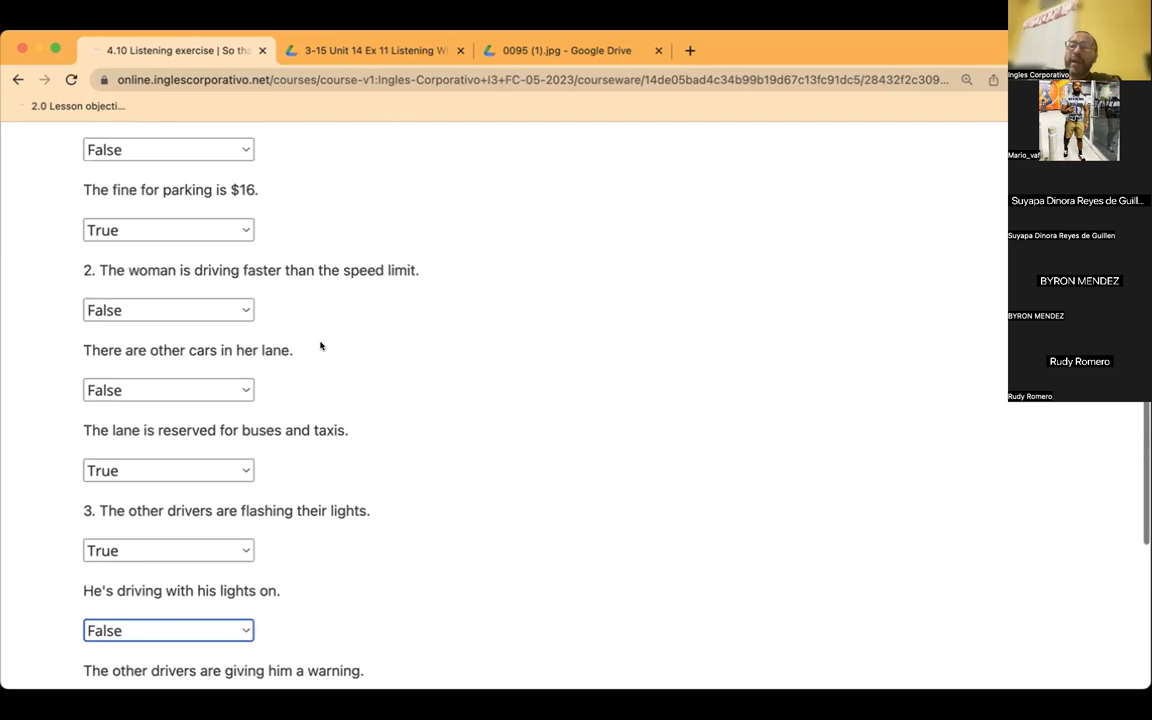 4.10 Listening exercise | So tha
3-15 Unit 14 Ex 11 Listening W
0095 (1).jpg - Google Drive
online.inglescorporativo.net/courses/course-v1:Ingles-Corporativo+I3+FC-05-2023/courseware/14de05bad4c34b99b19d67c13fc91dc5/28432f2c309...
2.0 Lesson objecti...
False
The fine for parking is $16.
True
2. The woman is driving faster than the speed limit.
False
There are other cars in her lane.
False
The lane is reserved for buses and taxis.
True
3. The other drivers are flashing their lights.
True
He's driving with his lights on.
False
The other drivers are giving him a warning.
Ingles Corporativo
Mario_vaf
Suyapa Dinora Reyes de Guill...
Suyapa Dinora Reyes de Guillen
BYRON MENDEZ
BYRON MENDEZ
Rudy Romero
Rudy Romero